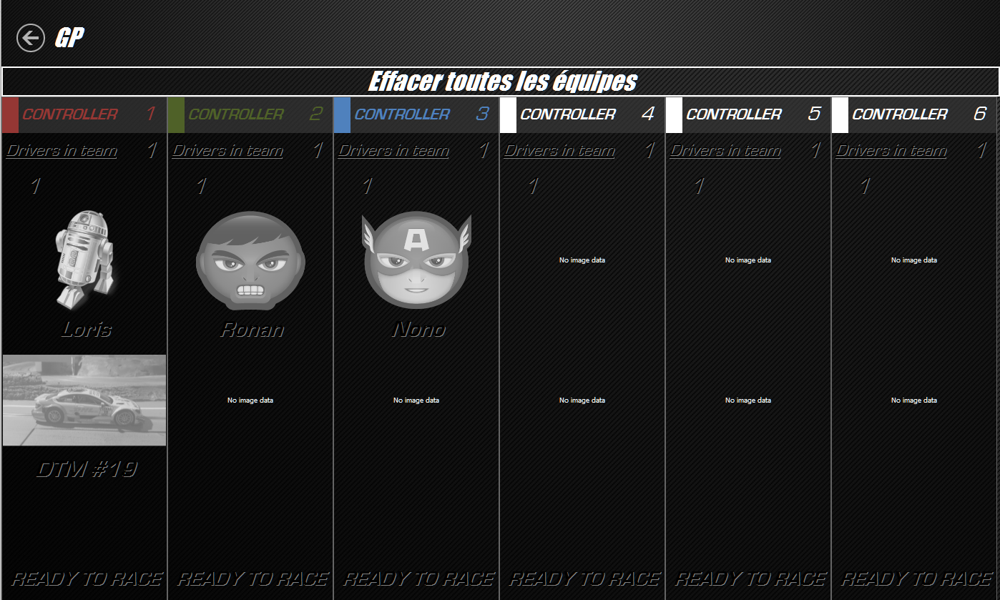 GP
Effacer toutes les équipes
CONTROLLER 1
CONTROLLER 2
CONTROLLER 3
CONTROLLER 4
CONTROLLER 5
CONTROLLER 6
Drivers in team 1
Drivers in team 1
Drivers in team 1
Drivers in team 1
Drivers in team 1
Drivers in team 1
1
1
1
1
1
1
A
No image data
No image data
No image data
Loris
Ronan
Nono
No image data
No image data
No image data
No image data
No image data
DTM #19
READY TO RACE
READY TO RACE
READY TO RACE
READY TO RACE
READY TO RACE
READY TO RACE